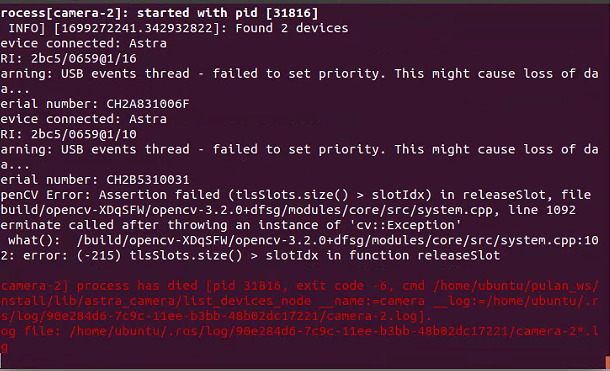 rocess[camera-2]: started with pid [31816]
INFO] [1699272241.342932822]: Found 2 devices
evice connected: Astra
RI: 2bc5/0659@1/16
arning: USB events thread - failed to set priority. This might cause loss of da
a...
erial number: CH2A831006F
evice connected: Astra
RI: 2bc5/0659@1/10
arning: USB events thread - failed to set priority. This might cause loss of da
a...
erial number: CH2B5310031
penCV Error: Assertion failed (tlsSlots.size() > slotIdx) in releaseSlot, file
build/opencv-XDqSFW/opencv-3.2.0+dfsg/modules/core/src/system.cpp, line 1092
erminate called after throwing an instance of 'cv::Exception'
what():  /build/opencv-XDqSFW/opencv-3.2.0+dfsg/modules/core/src/system.cpp:10
2: error: (-215) tlsSlots.size() > slotIdx in function releaseSlot
camera-2] process has died [pid 31816, exit code -6, cmd /home/ubuntu/pulan_ws/
nstall/lib/astra_camera/list_devices_node __name:=camera __log:=/home/ubuntu/.r
s/log/90e284d6-7c9c-11ee-b3bb-48b02dc17221/camera-2.log].
og file: /home/ubuntu/.ros/log/90e284d6-7c9c-11ee-b3bb-48b02dc17221/camera-2*.l
g